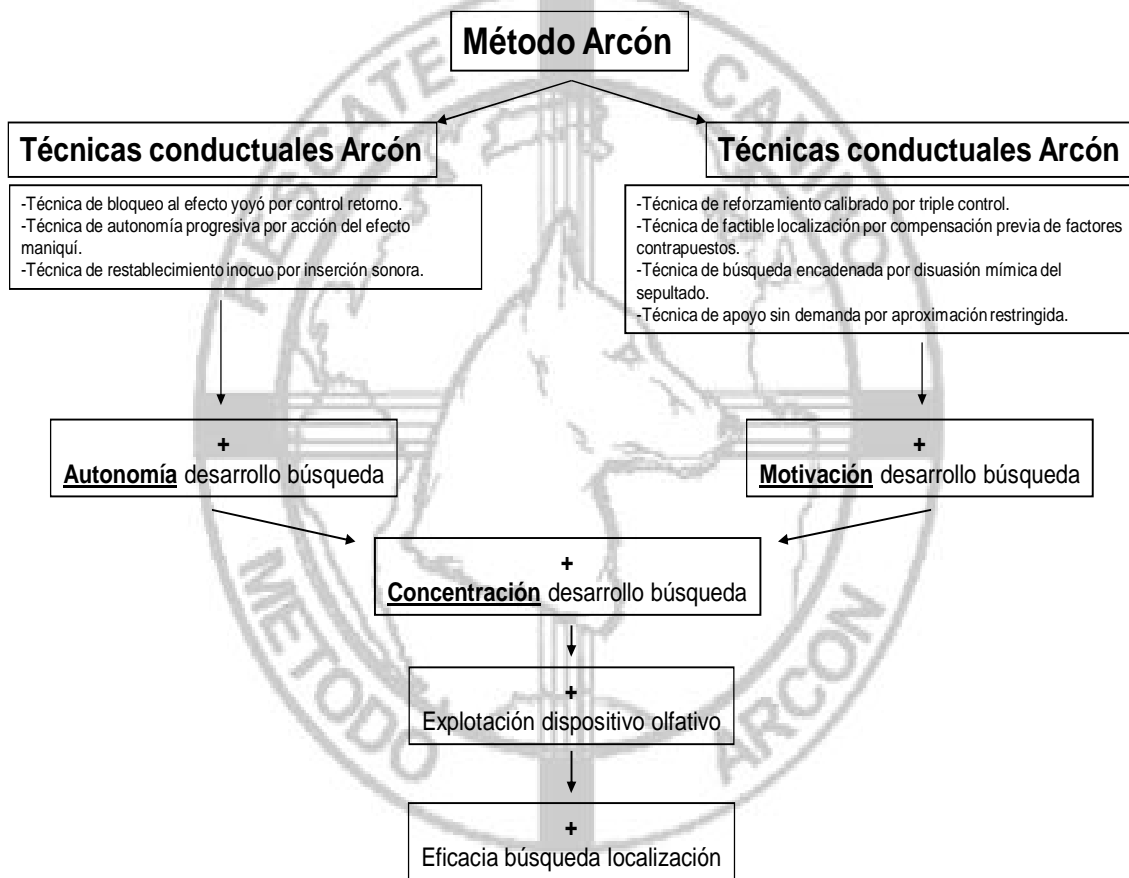 Método Arcón
Técnicas conductuales Arcón
-Técnica de bloqueo al efecto yoyó por control retorno.
-Técnica de autonomía progresiva por acción del efecto
maniquí.
-Técnica de restablecimiento inocuo por inserción sonora.
Técnicas conductuales Arcón
-Técnica de reforzamiento calibrado por triple control.
-Técnica de factible localización por compensación previa de factores
contrapuestos.
-Técnica de búsqueda encadenada por disuasión mímica del
sepultado.
-Técnica de apoyo sin demanda por aproximación restringida.
+
Autonomía desarrollo búsqueda
+
Motivación desarrollo búsqueda
+
Concentración desarrollo búsqueda
+
Explotación dispositivo olfativo
+
Eficacia búsqueda localización
RESCATE
CANINO
METODO
ARCON